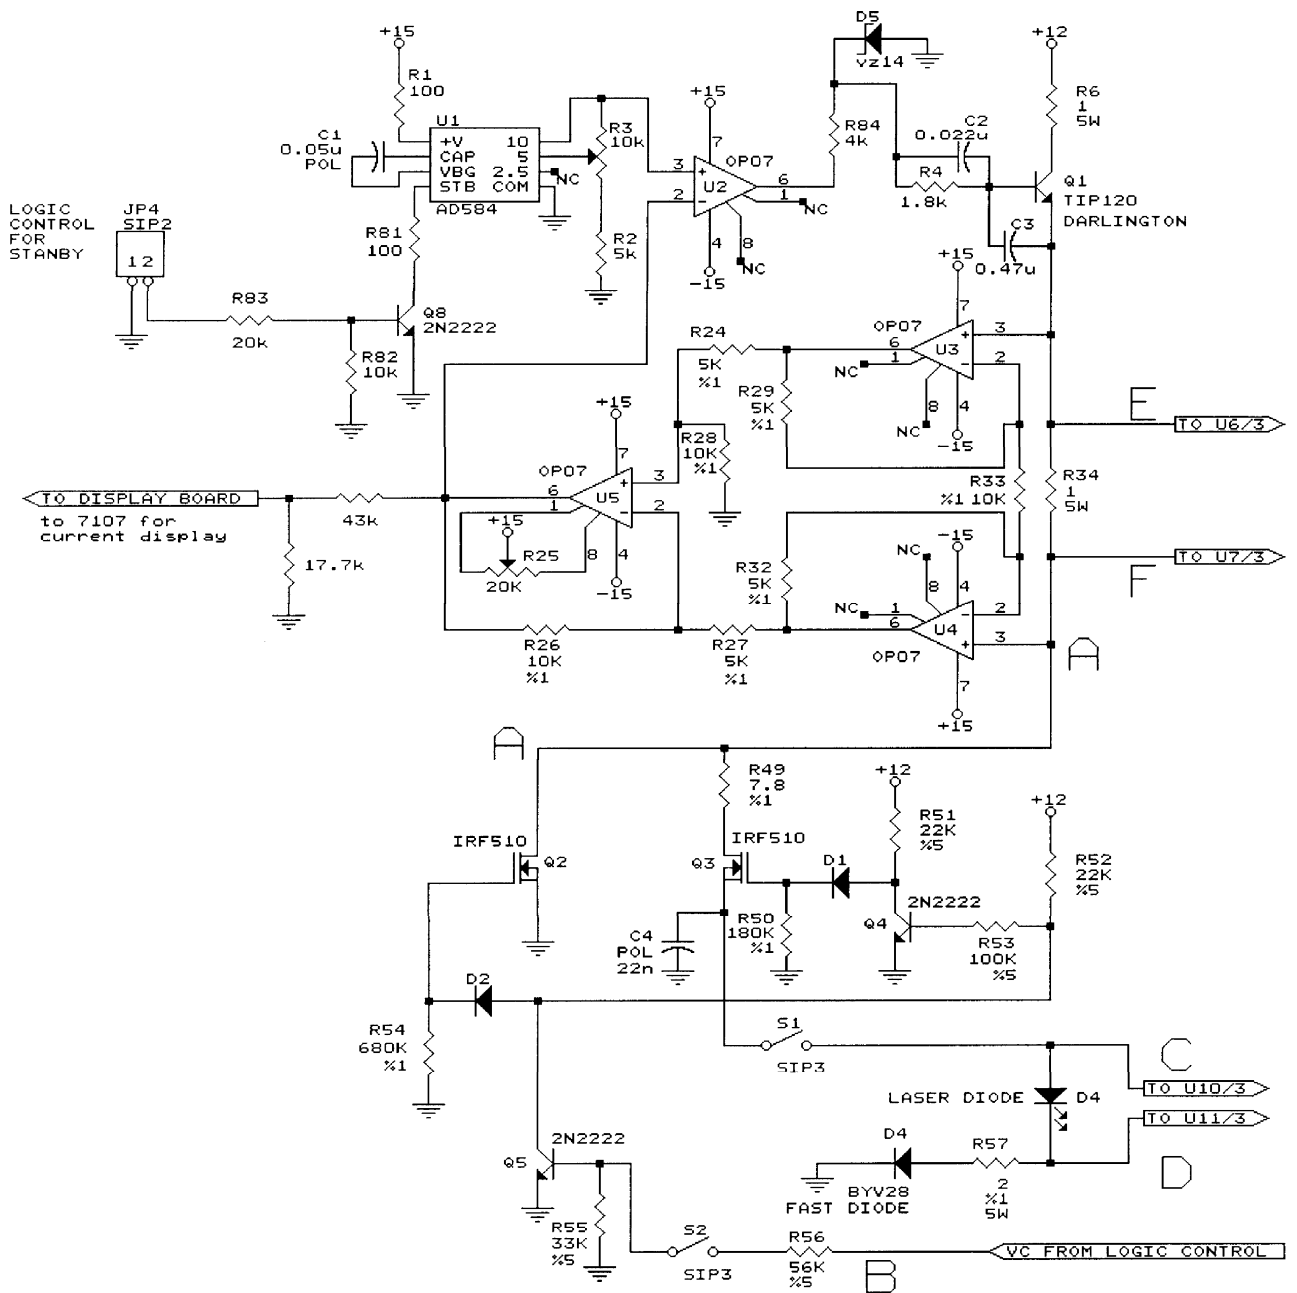 +15
R1
100
U1
+V
CAP
VBG
STB
10
5
2.5
COM
AD584
C1
0.05u
POL
NC
R3
10k
R2
5k
R81
100
LOGIC
CONTROL
FOR
STANBY
JP4
SIP2
12
R83
20k
R82
10k
Q8
2N2222
+15
7
OP07
3
+
2
-
U2
6
1
NC
4
8
NC
-15
D5
vz14
R84
4k
C2
0.022u
R4
1.8k
C3
0.47u
+12
R6
1
5W
Q1
TIP120
DARLINGTON
+15
7
OP07
6
1
NC
U3
+
-
3
2
8
4
NC
-15
R24
5K
%1
R29
5K
%1
R28
10K
%1
E
TO U6/3
R33
%1 10K
R34
1
5W
TO U7/3
F
+15
7
OP07
6
1
U5
+
-
3
2
8
4
-15
+15
R25
20K
TO DISPLAY BOARD
to 7107 for
current display
43k
17.7k
R26
10K
%1
R27
5K
%1
R32
5K
%1
NC
-15
8
4
NC
1
6
U4
-
+
2
3
OP07
7
+15
A
A
R49
7.8
%1
IRF510
Q2
IRF510
Q3
+12
R51
22K
%5
D1
R50
180K
%1
2N2222
Q4
+12
R52
22K
%5
R53
100K
%5
C4
POL
22n
D2
R54
680K
%1
S1
SIP3
C
TO U10/3
LASER DIODE
D4
TO U11/3
D
D4
BYV28
FAST DIODE
R57
2
%1
5W
2N2222
Q5
R55
33K
%5
S2
SIP3
R56
56K
%5
B
VC FROM LOGIC CONTROL